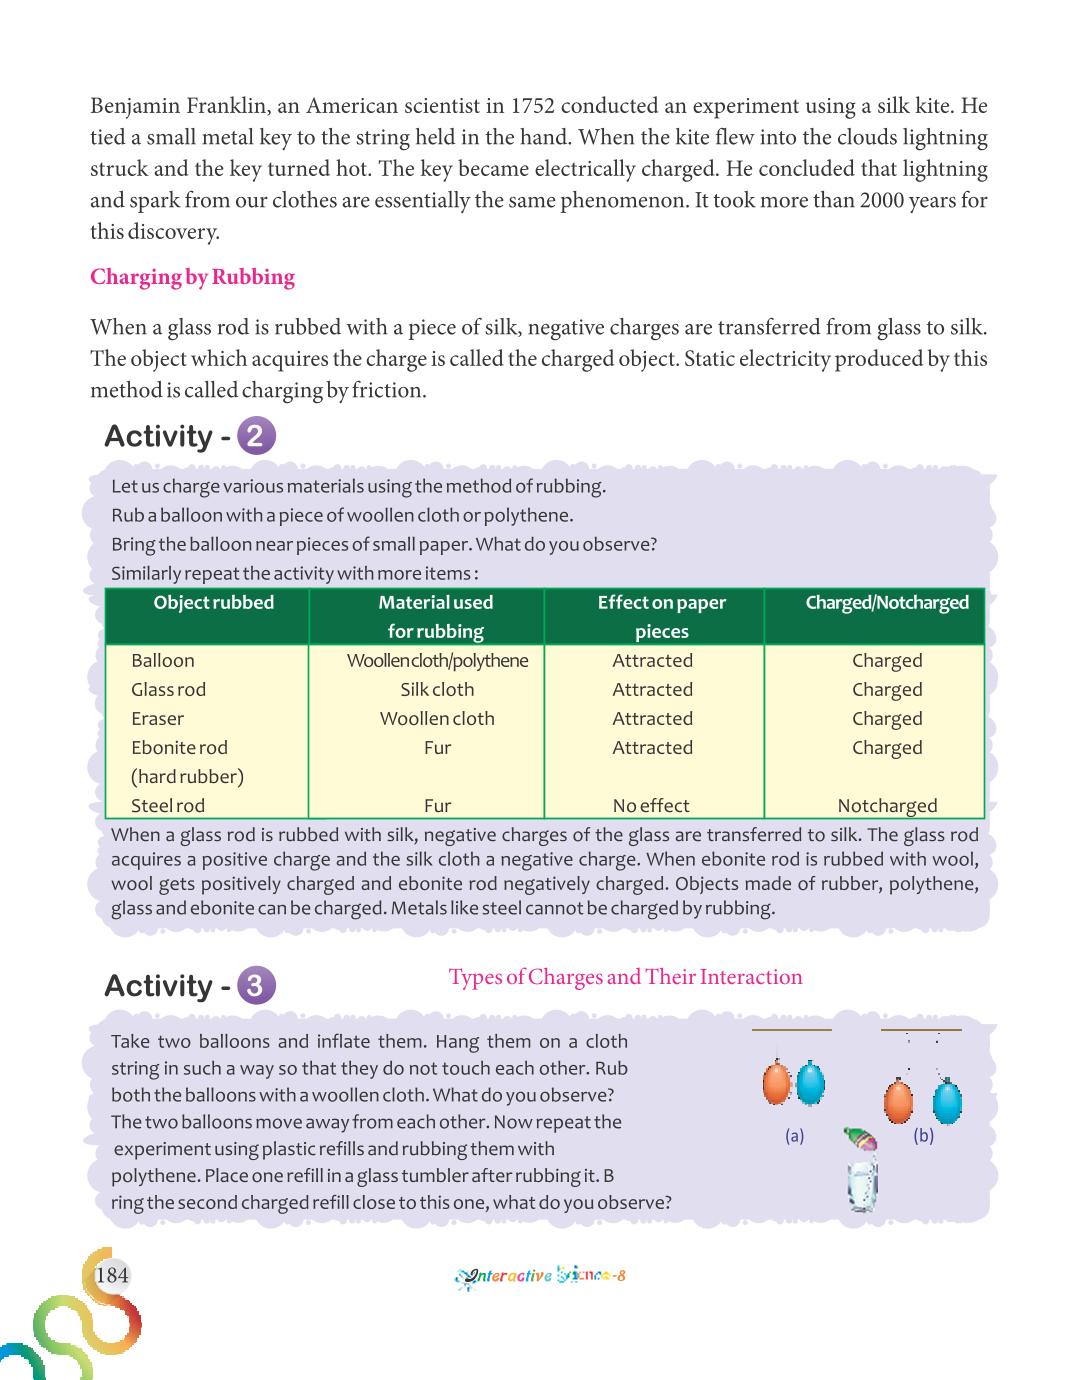 Benjamin Franklin, an American scientist in 1752 conducted an experiment using a silk kite. He
tied a small metal key to the string held in the hand. When the kite flew into the clouds lightning
struck and the key turned hot. The key became electrically charged. He concluded that lightning
and spark from our clothes are essentially the same phenomenon. It took more than 2000 years for
this discovery.
Charging by Rubbing
When a glass rod is rubbed with a piece of silk, negative charges are transferred from glass to silk.
The object which acquires the charge is called the charged object. Static electricity produced by this
method is called charging by friction.
Activity - 2
Let us charge various materials using the method of rubbing.
Rub a balloon with a piece of woollen cloth or polythene.
Bring the balloon near pieces of small paper. What do you observe?
Similarly repeat the activity with more items :
Object rubbed Material used Effect on paper Charged/Notcharged
for rubbing pieces
Balloon Woollen cloth/polythene Attracted Charged
Glass rod Silk cloth Attracted Charged
Eraser Woollen cloth Attracted Charged
Ebonite rod Fur Attracted Charged
(hard rubber)
Steel rod Fur No effect Notcharged
When a glass rod is rubbed with silk, negative charges of the glass are transferred to silk. The glass rod
acquires a positive charge and the silk cloth a negative charge. When ebonite rod is rubbed with wool,
wool gets positively charged and ebonite rod negatively charged. Objects made of rubber, polythene,
glass and ebonite can be charged. Metals like steel cannot be charged by rubbing.
Activity - 3 Types of Charges and Their Interaction
Take two balloons and inflate them. Hang them on a cloth
string in such a way so that they do not touch each other. Rub
both the balloons with a woollen cloth. What do you observe?
The two balloons move away from each other. Now repeat the
experiment using plastic refills and rubbing them with
polythene. Place one refill in a glass tumbler after rubbing it. B
ring the second charged refill close to this one, what do you observe?
(a) (b)
184
Interactive Science-8